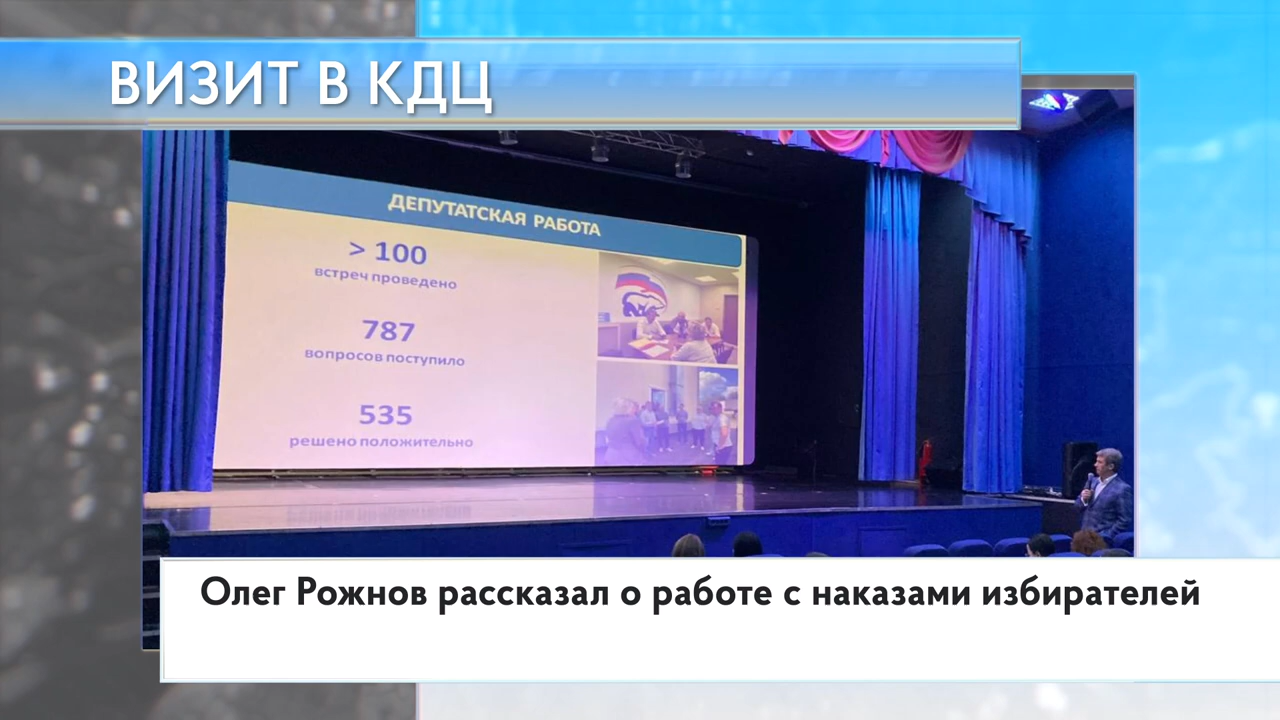 ВИЗИТ В КДЦ
ДЕПУТАТСКАЯ РАБОТА
> 100
встреч проведено
787
вопросов поступило
535
решено положительно
Олег Рожнов рассказал о работе с наказами избирателей